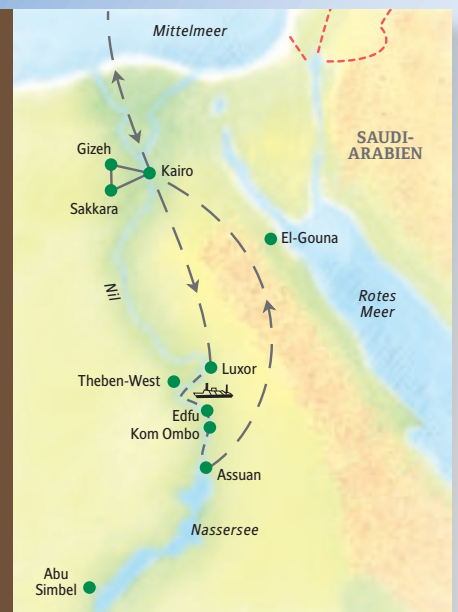 Mittelmeer
SAUDI-
ARABIEN
Gizeh
Kairo
Sakkara
El-Gouna
Nil
Rotes
Meer
Luxor
Theben-West
Edfu
Kom Ombo
Assuan
Nassersee
Abu
Simbel